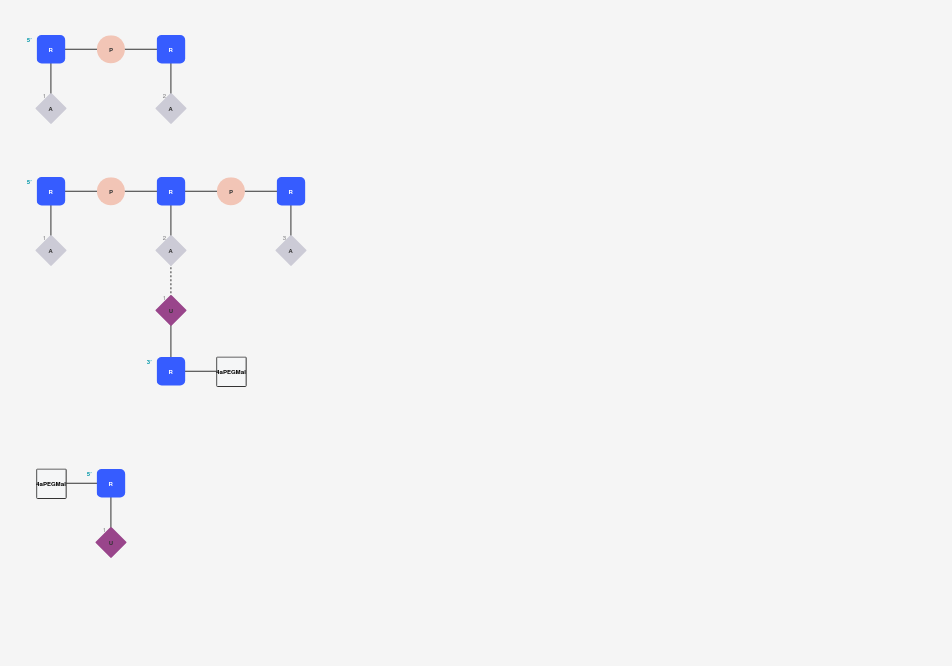 5'
R P R
1 2
A A
5'
R P R P R
1 2 3
A A A
1
U
3'
R 4aPEGMal
5'
4aPEGMal R
1
U